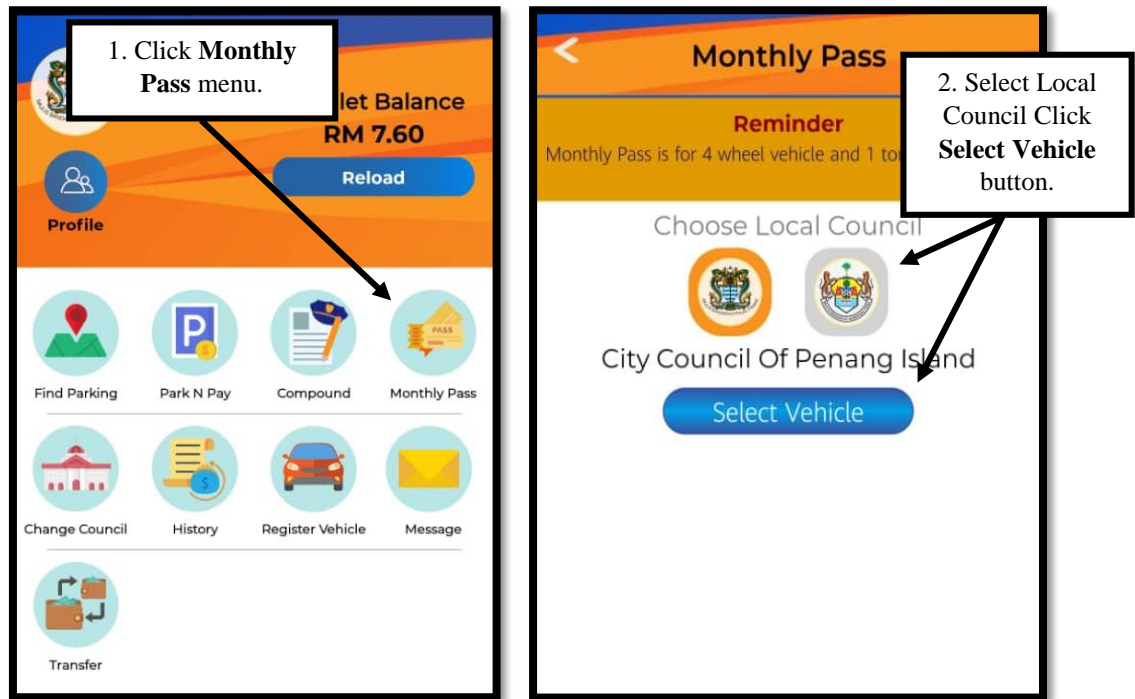 1. Click Monthly
Pass menu.
let Balance
RM 7.60
Reload
Profile
PASS
Find Parking
Park N Pay
Compound
Monthly Pass
Change Council
History
Register Vehicle
Message
Transfer
Monthly Pass
2. Select Local
Council Click
Select Vehicle
button.
Reminder
Monthly Pass is for 4 wheel vehicle and 1 to
Choose Local Council
City Council Of Penang Island
Select Vehicle